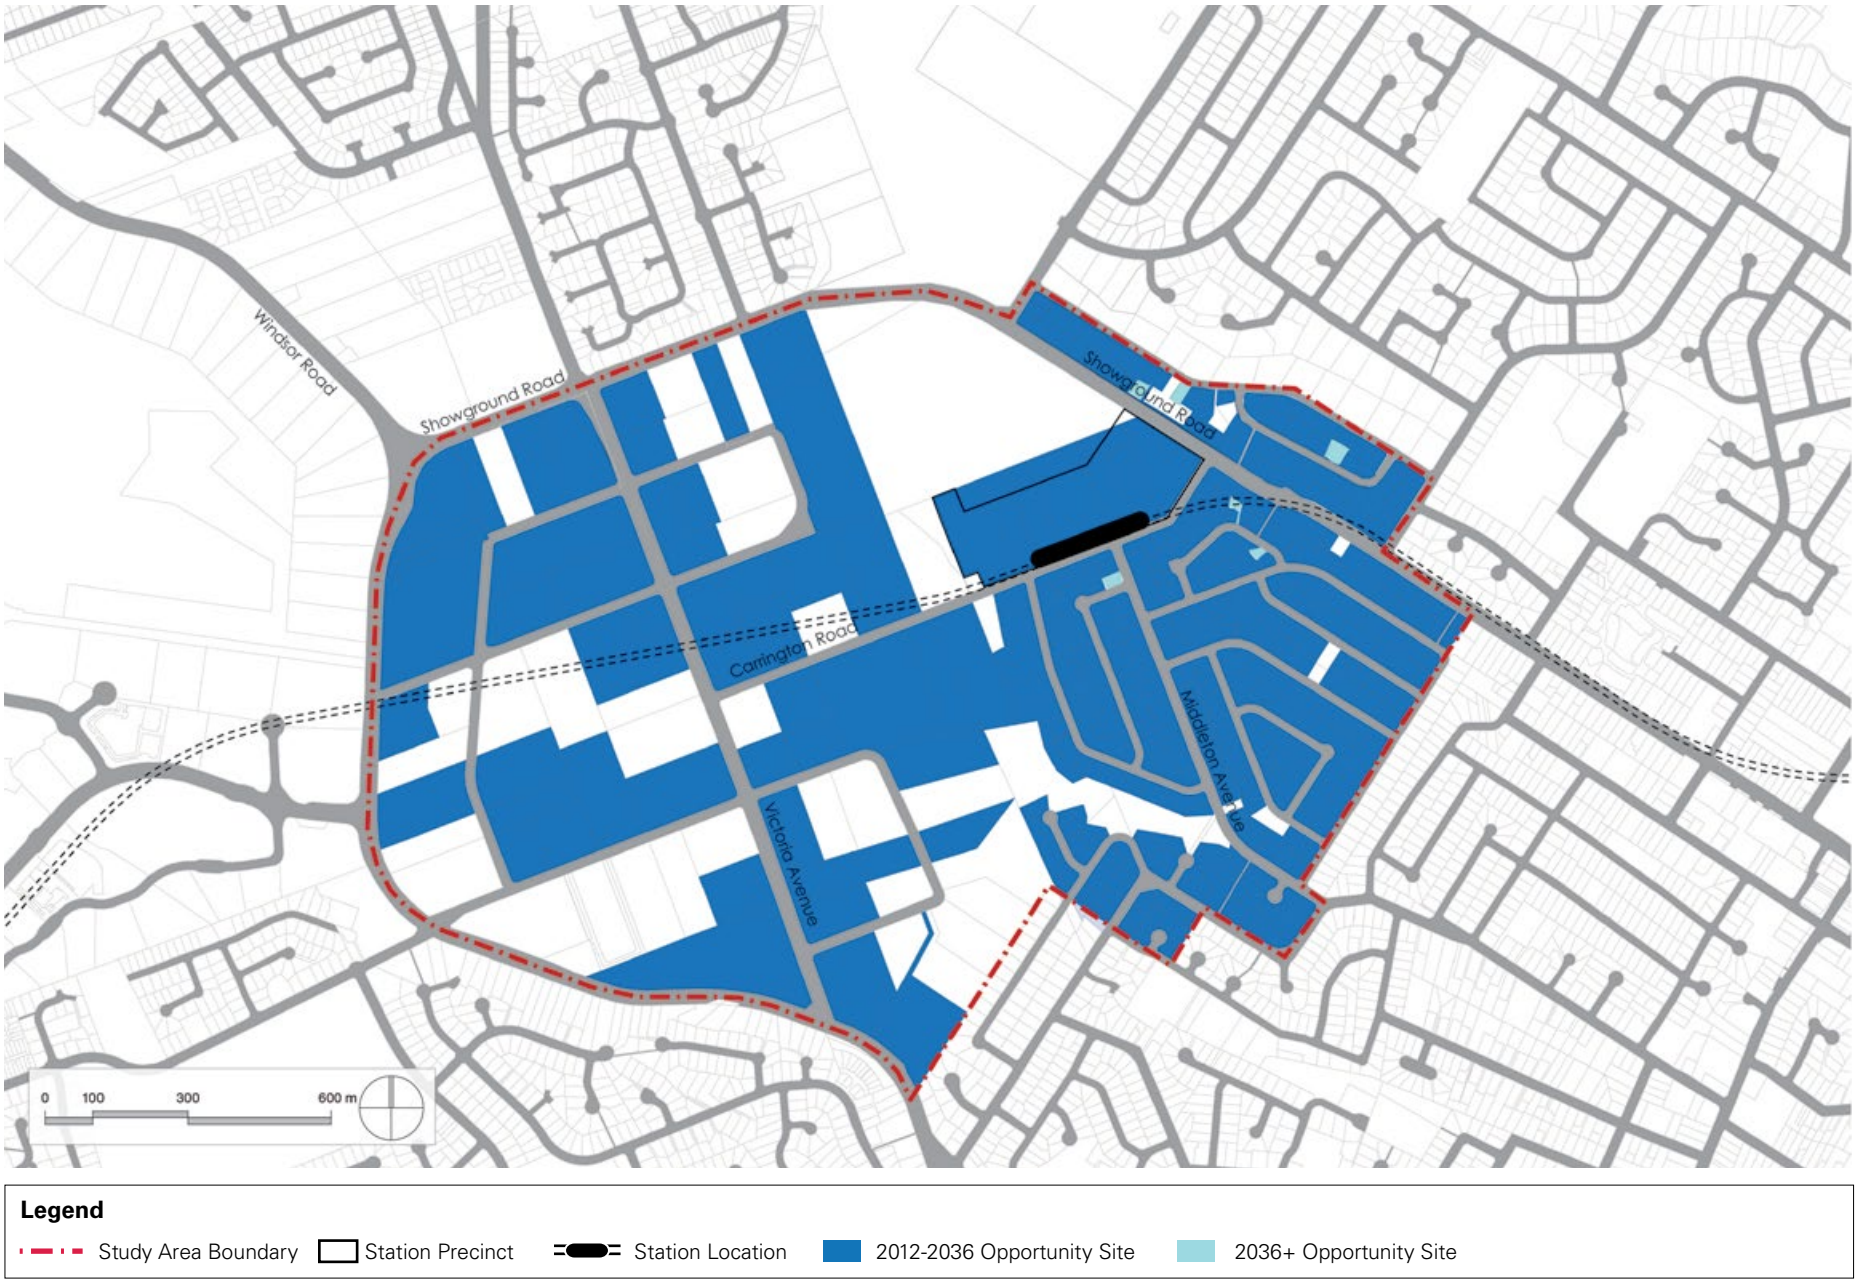 Windsor Road
Showground Road
Showground Road
Carrington Road
Middleton Avenue
Victoria Avenue
0 100 300 600 m
Legend
Study Area Boundary
Station Precinct
Station Location
2012-2036 Opportunity Site
2036+ Opportunity Site